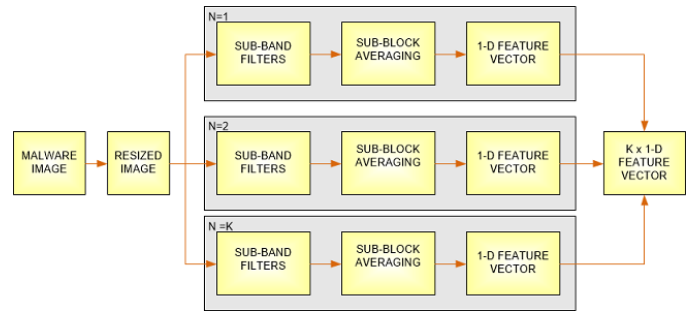 N=1
SUB-BAND
FILTERS
SUB-BLOCK
AVERAGING
1-D FEATURE
VECTOR
MALWARE
IMAGE
RESIZED
IMAGE
N=2
SUB-BAND
FILTERS
SUB-BLOCK
AVERAGING
1-D FEATURE
VECTOR
K x 1-D
FEATURE
VECTOR
N =K
SUB-BAND
FILTERS
SUB-BLOCK
AVERAGING
1-D FEATURE
VECTOR